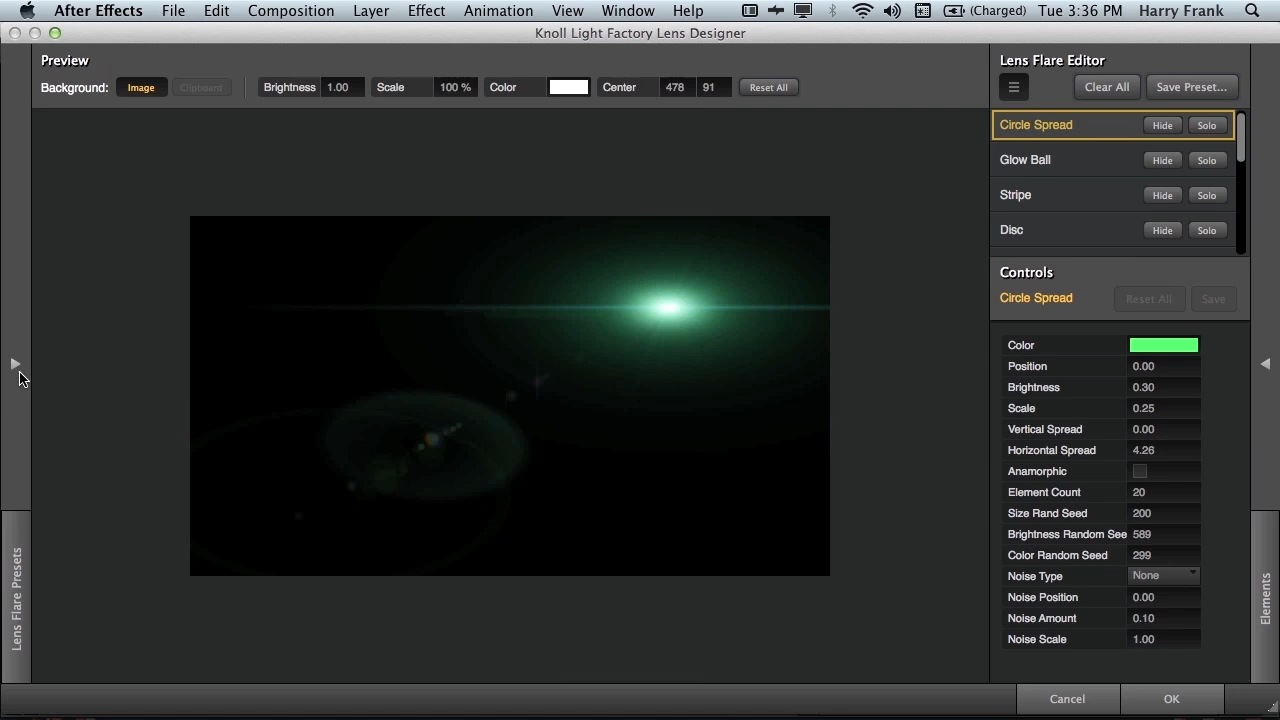 After Effects File Edit Composition Layer Effect Animation View Window Help (Charged) Tue 3:36 PM Harry Frank
Knoll Light Factory Lens Designer
Preview
Background: Image Clipboard Brightness 1.00 Scale 100 % Color Center 478 91 Reset All
Lens Flare Editor
Clear All Save Preset...
Circle Spread Hide Solo
Glow Ball Hide Solo
Stripe Hide Solo
Disc Hide Solo
Controls
Circle Spread Reset All Save
Color
Position 0.00
Brightness 0.30
Scale 0.25
Vertical Spread 0.00
Horizontal Spread 4.26
Anamorphic
Element Count 20
Size Rand Seed 200
Brightness Random See 589
Color Random Seed 299
Noise Type None
Noise Position 0.00
Noise Amount 0.10
Noise Scale 1.00
Lens Flare Presets
Elements
Cancel OK